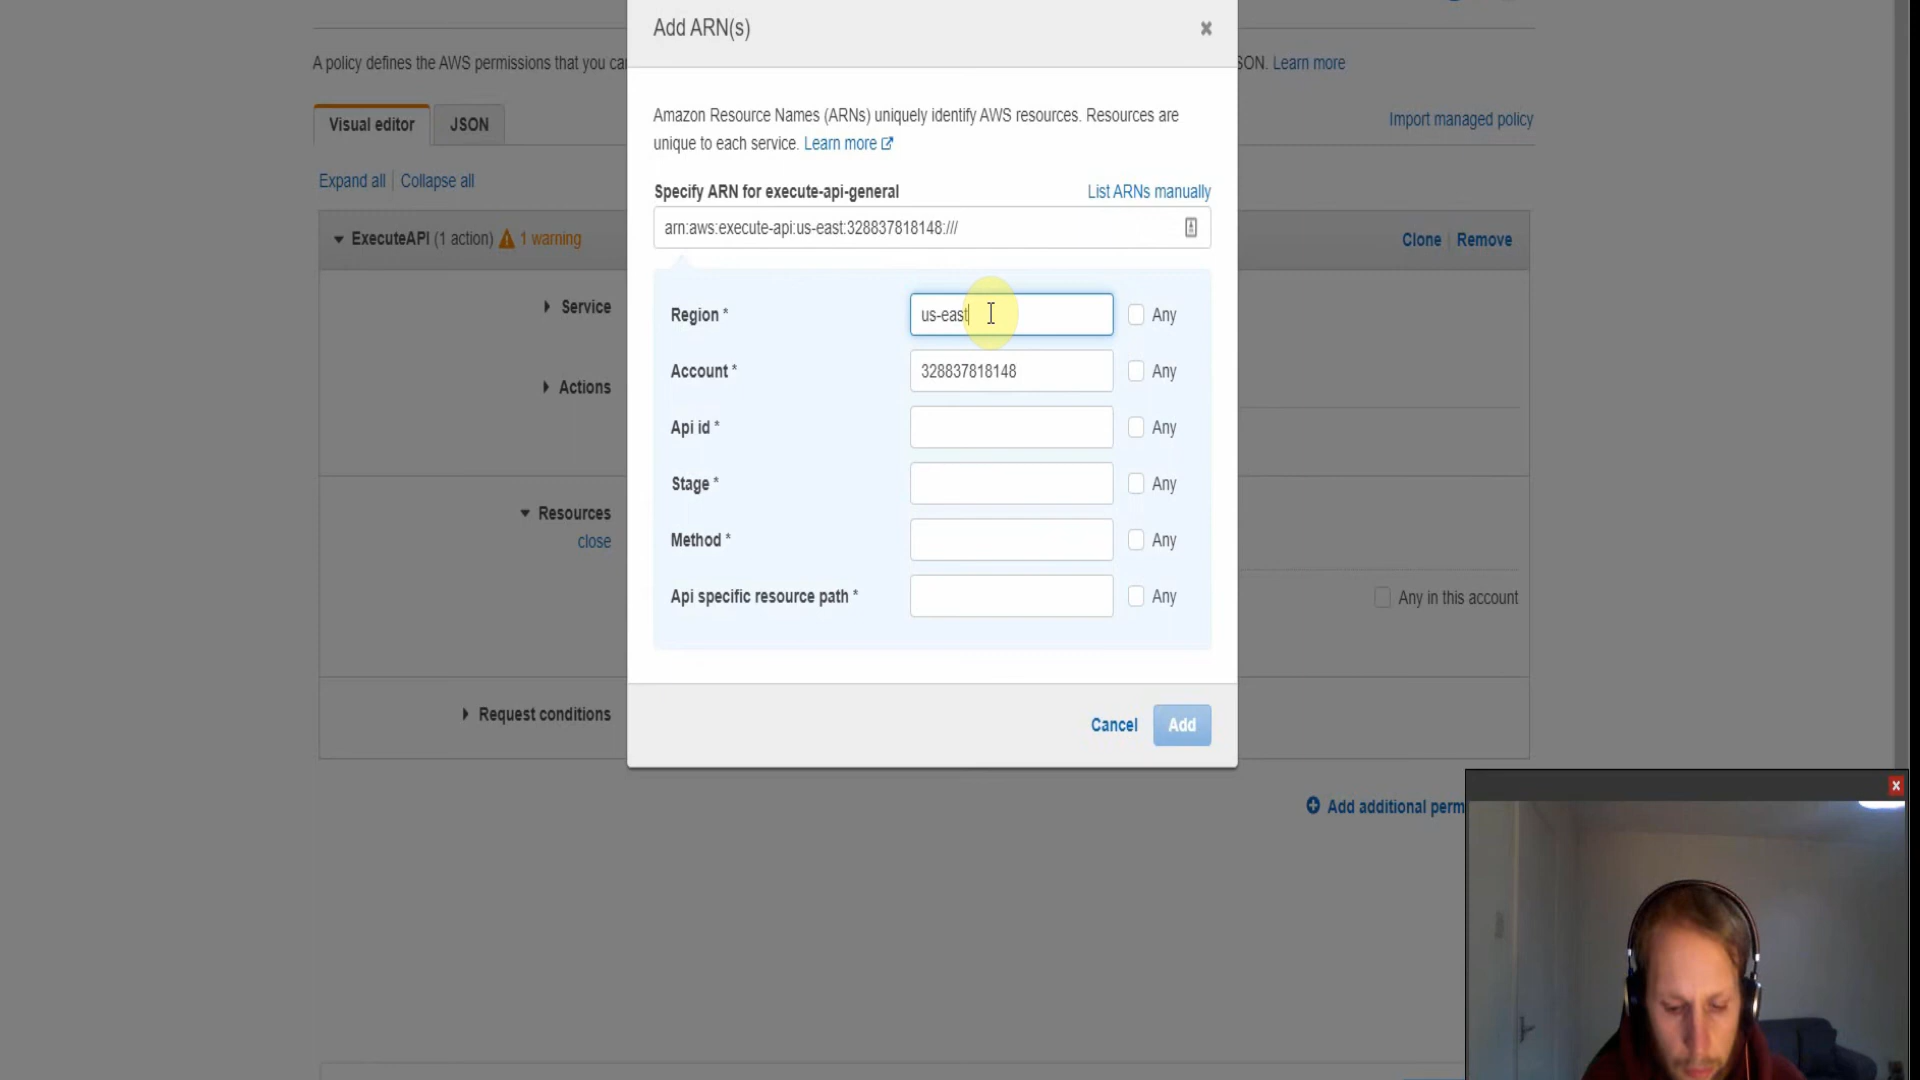 Add ARN(s)
×
A policy defines the AWS permissions that you ca
SON. Learn more
Visual editor
JSON
Import managed policy
Amazon Resource Names (ARNs) uniquely identify AWS resources. Resources are
unique to each service. Learn more
Expand all | Collapse all
Specify ARN for execute-api-general
List ARNs manually
arn:aws:execute-api:us-east:328837818148:///
ExecuteAPI (1 action) 1 warning
Clone | Remove
Service
Region *
us-east
Any
Account *
328837818148
Any
Actions
Api id *
Any
Stage *
Any
Resources
close
Method *
Any
Api specific resource path *
Any
Any in this account
Request conditions
Cancel
Add
Add additional perm
x